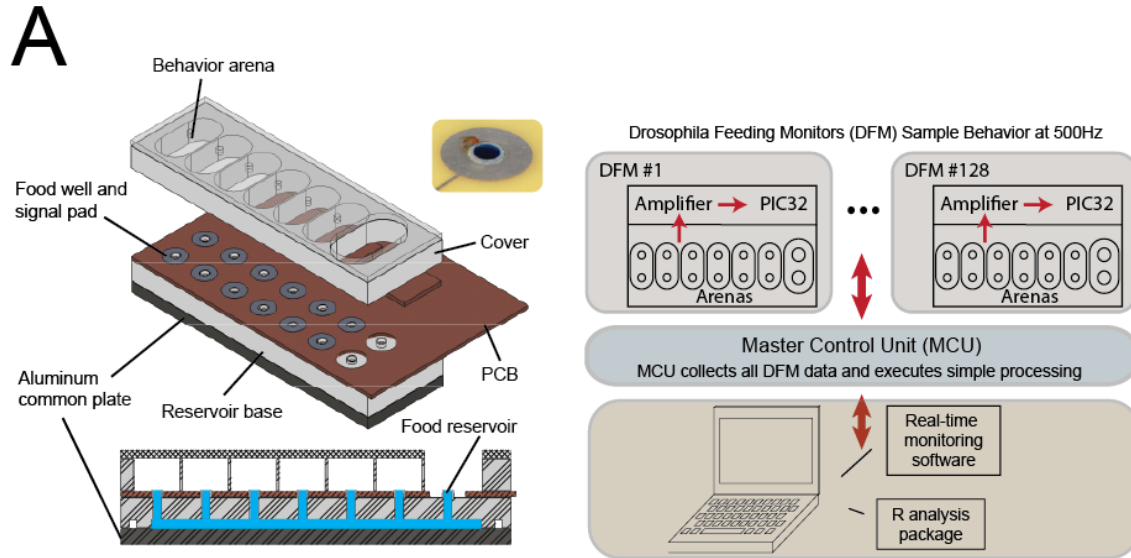 A
Behavior arena
Food well and
signal pad
Cover
PCB
Aluminum
common plate
Reservoir base
Food reservoir
Drosophila Feeding Monitors (DFM) Sample Behavior at 500Hz
DFM #1
Amplifier
PIC32
Arenas
...
DFM #128
Amplifier
PIC32
Arenas
Master Control Unit (MCU)
MCU collects all DFM data and executes simple processing
Real-time
monitoring
software
R analysis
package